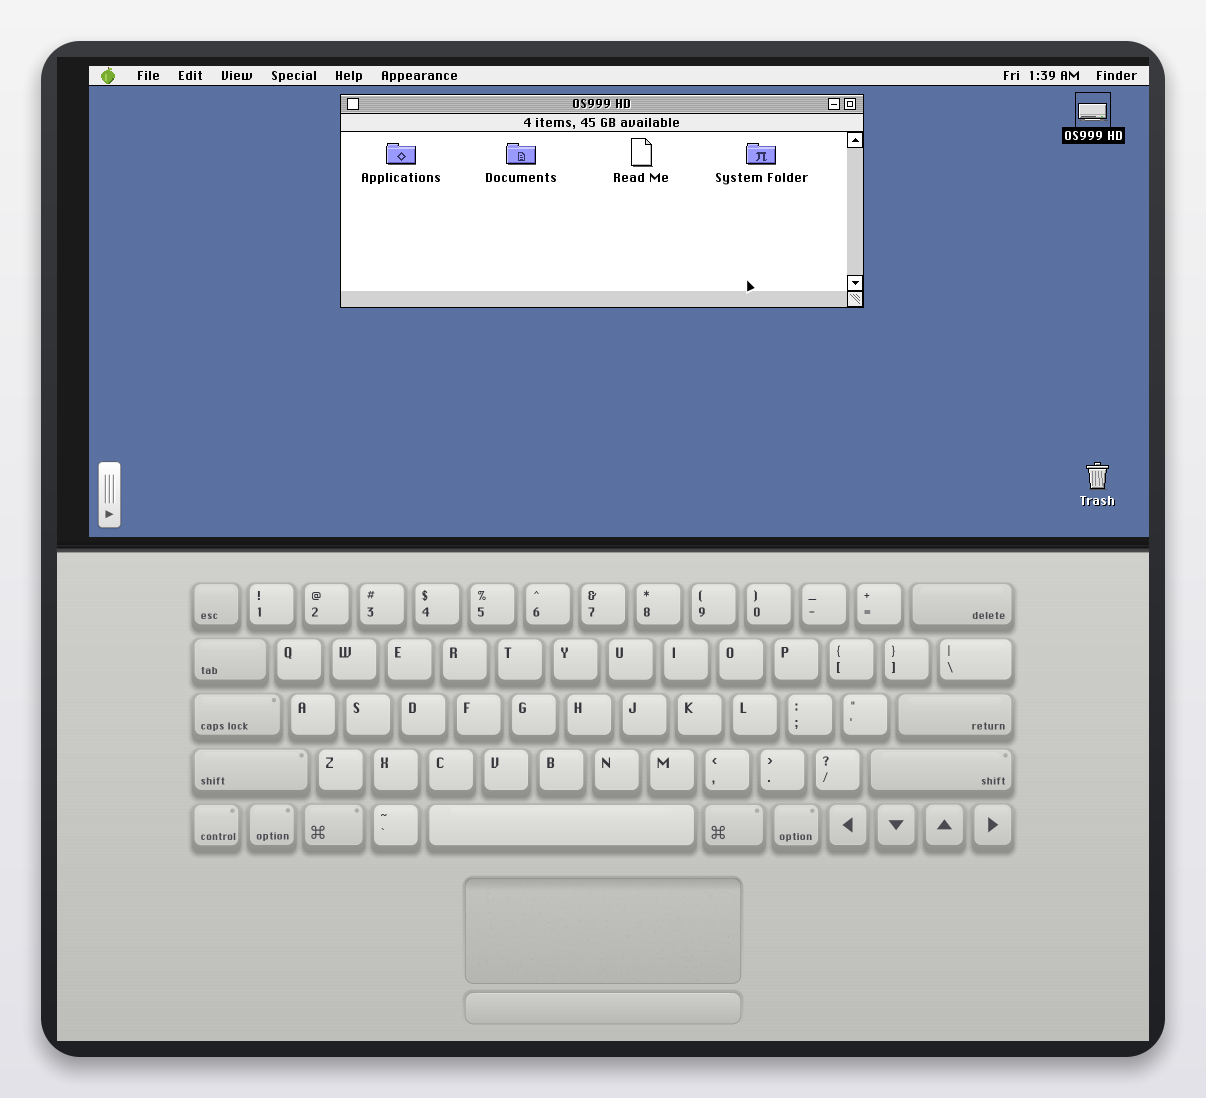 File Edit View Special Help Appearance Fri 1:39 AM Finder
OS999 HD
4 items, 45 GB available
OS999 HD
Applications Documents Read Me System Folder
Trash
! @ # $ % ^ & * ( ) _ +
esc 1 2 3 4 5 6 7 8 9 0 - = delete
Q W E R T Y U I O P { } |
tab [ ] \
A S D F G H J K L : "
caps lock ; ' return
Z X C V B N M < > ?
shift , . / shift
~
control option ⌘ ` ⌘ option